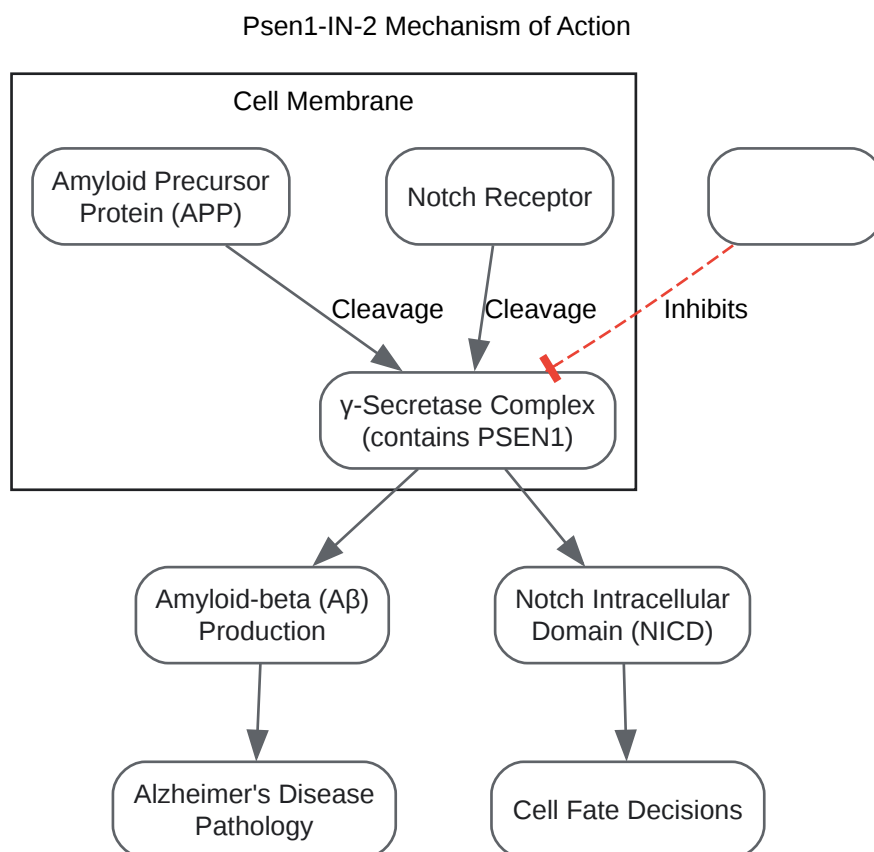 Psen1-IN-2 Mechanism of Action
Cell Membrane
Amyloid Precursor
Protein (APP)
Notch Receptor
Cleavage
Cleavage
Inhibits
γ-Secretase Complex
(contains PSEN1)
Amyloid-beta (Aβ)
Production
Notch Intracellular
Domain (NICD)
Alzheimer's Disease
Pathology
Cell Fate Decisions